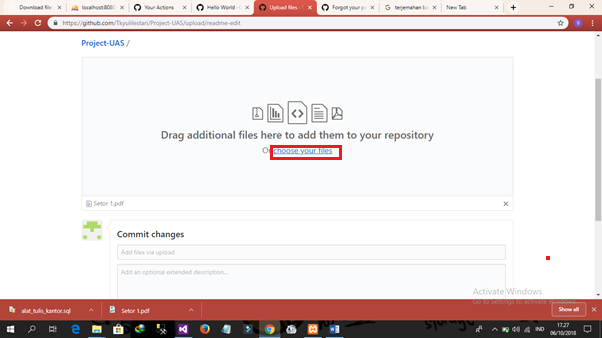 Download file
localhost:8080
Your Actions
Hello World
Upload files
Forgot your pa
terjemahan ba
New Tab
https://github.com/Tkyulilestari/Project-UAS/upload/readme-edit
Project-UAS /
Drag additional files here to add them to your repository
Or choose your files
Setor 1.pdf
Commit changes
Add files via upload
Add an optional extended description...
Activate Windows
Go to Settings to activate Windows.
alat_tulis_kantor.sql
Setor 1.pdf
Show all
IND
17.27
06/10/2018